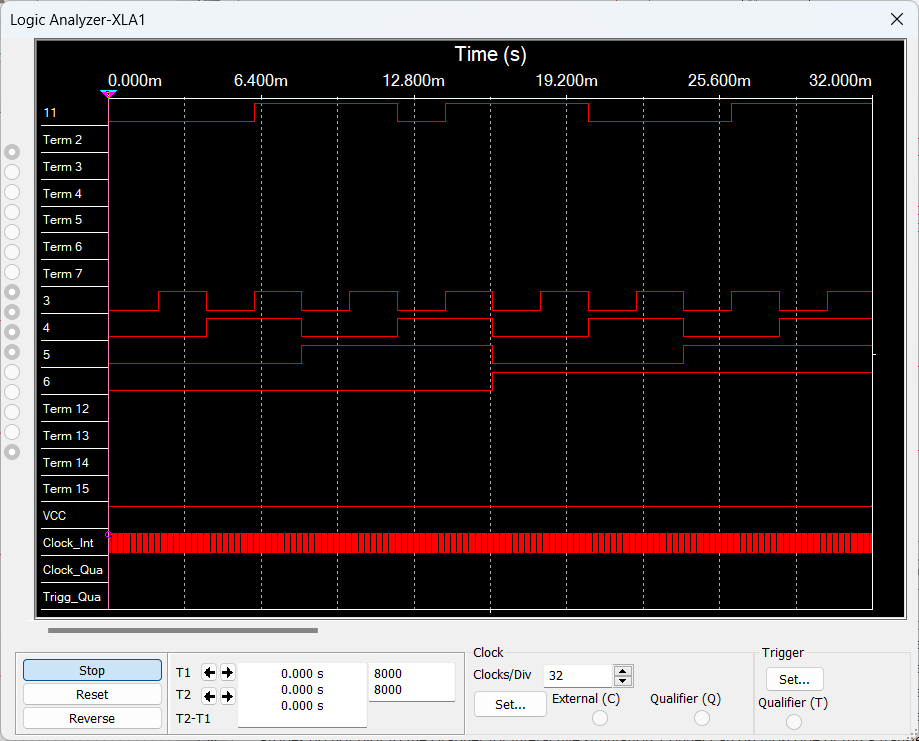 Logic Analyzer-XLA1
Time (s)
0.000m 6.400m 12.800m 19.200m 25.600m 32.000m
11
Term 2
Term 3
Term 4
Term 5
Term 6
Term 7
3
4
5
6
Term 12
Term 13
Term 14
Term 15
VCC
Clock_Int
Clock_Qua
Trigg_Qua
Stop
Reset
Reverse
T1 0.000 s 8000
T2 0.000 s 8000
T2-T1 0.000 s
Clock
Clocks/Div 32
Set... External (C) Qualifier (Q)
Trigger
Set...
Qualifier (T)